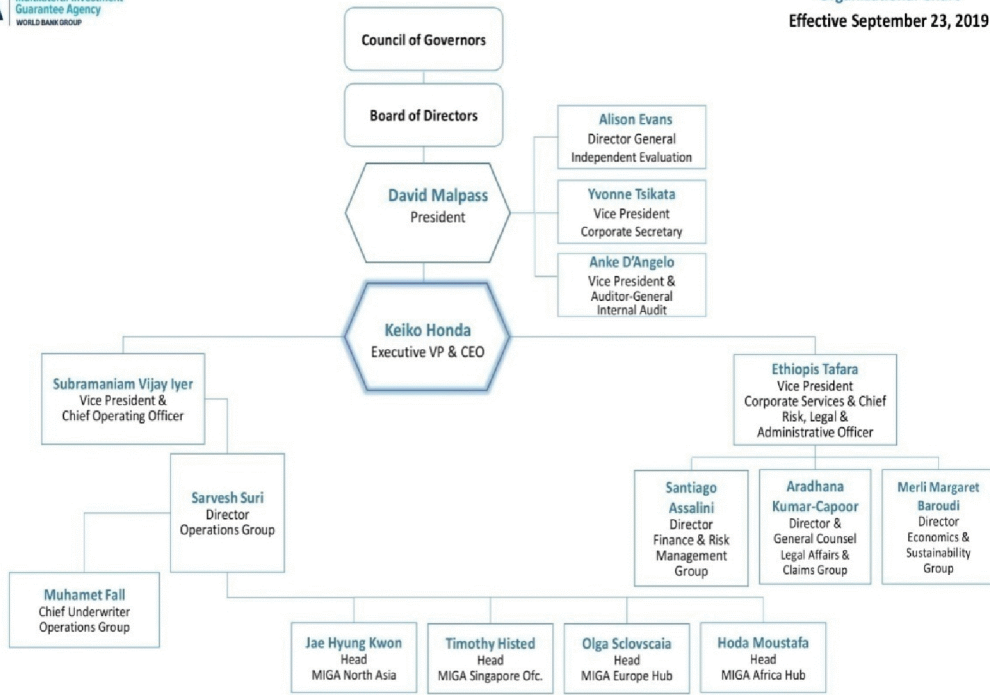 Guarantee Agency
WORLD BANK GROUP
Effective September 23, 2019
Council of Governors
Board of Directors
David Malpass
President
Alison Evans
Director General
Independent Evaluation
Yvonne Tsikata
Vice President
Corporate Secretary
Anke D'Angelo
Vice President &
Auditor-General
Internal Audit
Keiko Honda
Executive VP & CEO
Subramaniam Vijay Iyer
Vice President &
Chief Operating Officer
Ethiopis Tafara
Vice President
Corporate Services & Chief
Risk, Legal &
Administrative Officer
Sarvesh Suri
Director
Operations Group
Santiago
Assalini
Director
Finance & Risk
Management
Group
Aradhana
Kumar-Capoor
Director &
General Counsel
Legal Affairs &
Claims Group
Merli Margaret
Baroudi
Director
Economics &
Sustainability
Group
Muhamet Fall
Chief Underwriter
Operations Group
Jae Hyung Kwon
Head
MIGA North Asia
Timothy Histed
Head
MIGA Singapore Ofc.
Olga Sclovscaia
Head
MIGA Europe Hub
Hoda Moustafa
Head
MIGA Africa Hub